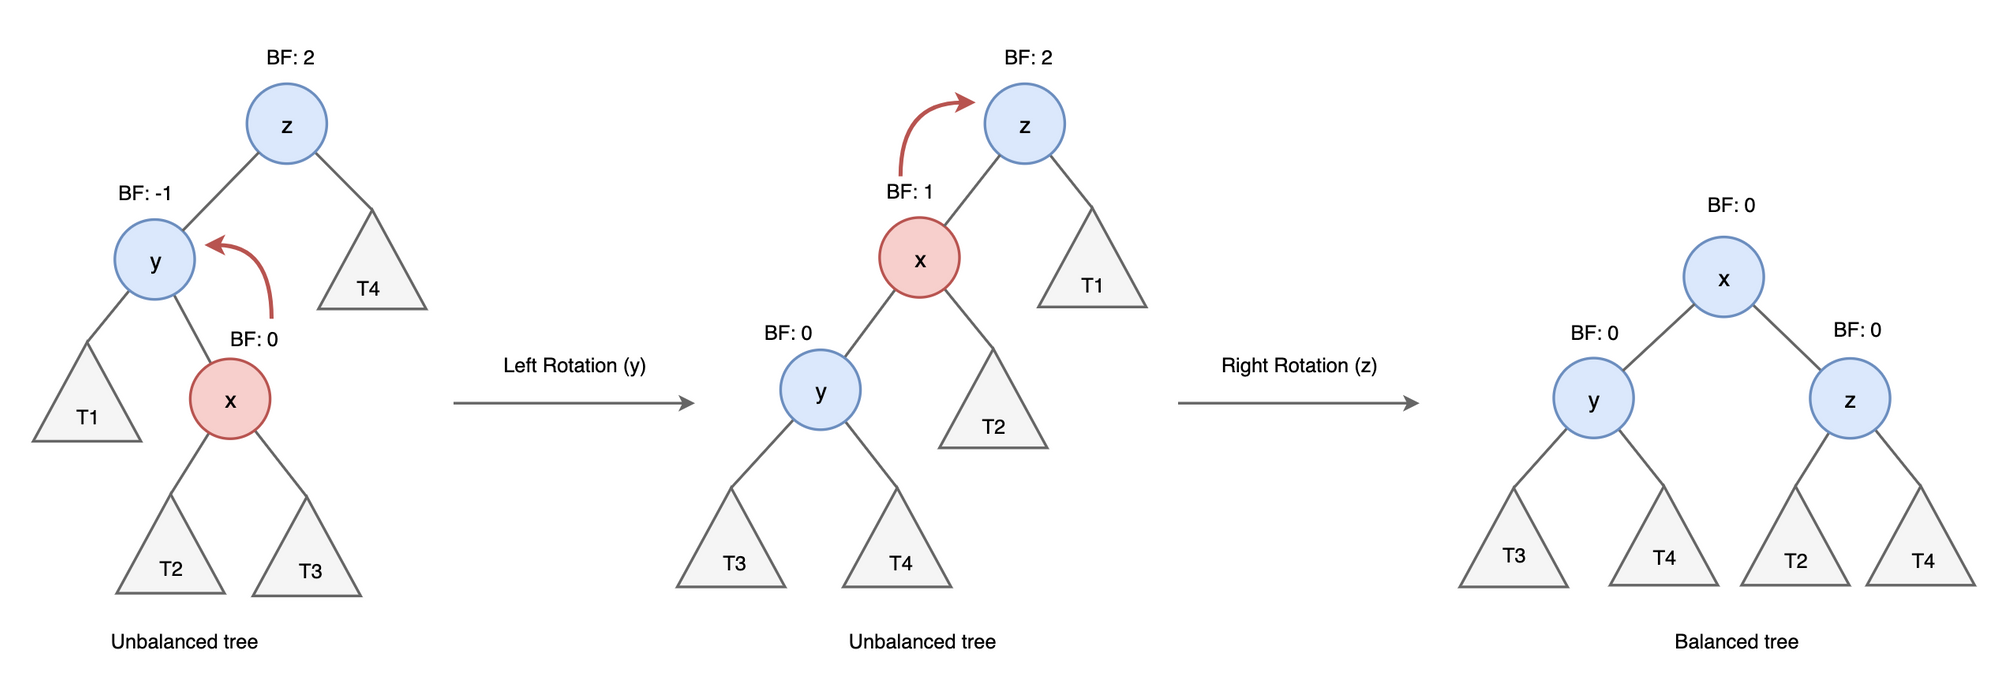 BF: 2
z
BF: -1
y
T4
BF: 0
x
T1
T2
T3
Unbalanced tree
Left Rotation (y)
BF: 2
z
BF: 1
x
T1
BF: 0
y
T2
T3
T4
Unbalanced tree
Right Rotation (z)
BF: 0
x
BF: 0
BF: 0
y
z
T3
T4
T2
T4
Balanced tree